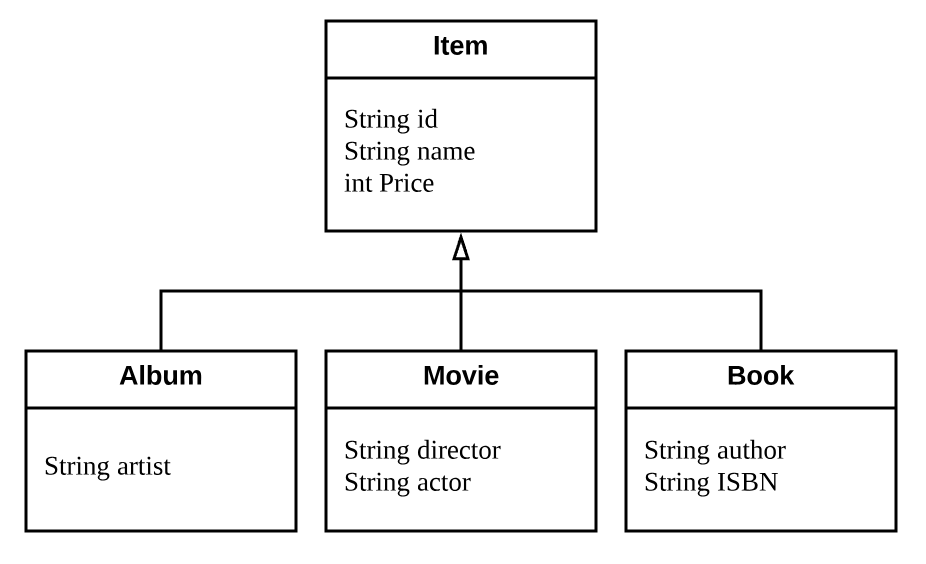 Item
String id
String name
int Price
Album
String artist
Movie
String director
String actor
Book
String author
String ISBN